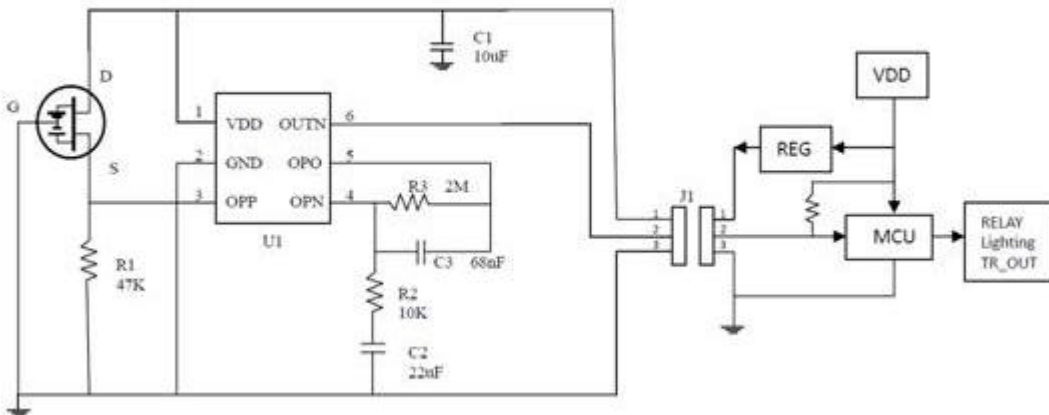 D
G
S
C1
10uF
1
VDD
OUTN
6
2
GND
OPO
5
3
OPP
OPN
4
U1
R1
47K
R3
2M
C3
68nF
R2
10K
C2
22uF
J1
1
2
3
1
2
3
VDD
REG
MCU
RELAY
Lighting
TR_OUT